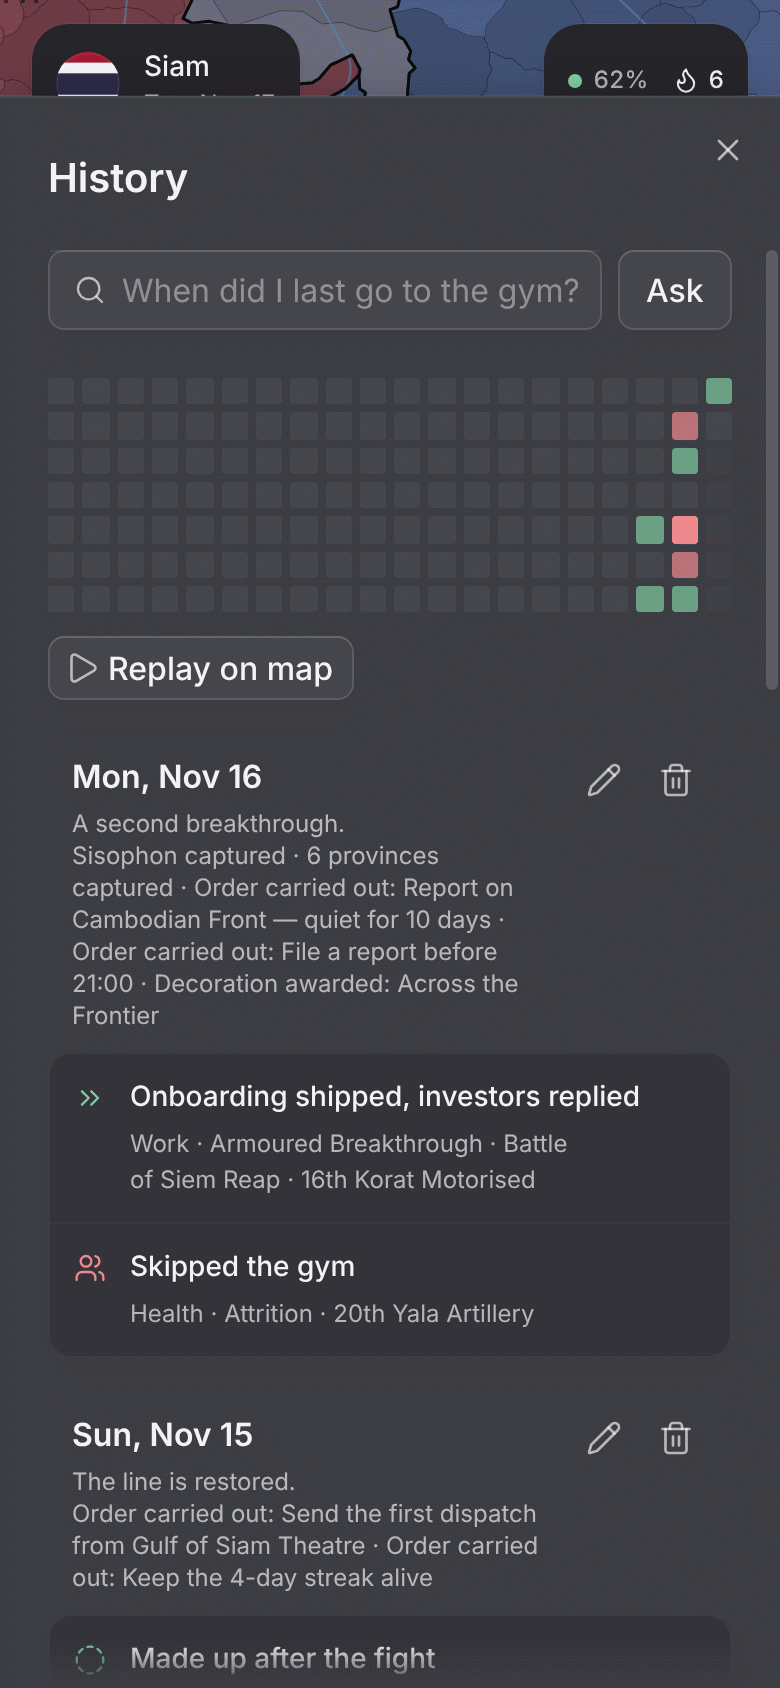 Siam
62%
6
History
When did I last go to the gym?
Ask
Replay on map
Mon, Nov 16
A second breakthrough.
Sisophon captured · 6 provinces
captured · Order carried out: Report on
Cambodian Front — quiet for 10 days ·
Order carried out: File a report before
21:00 · Decoration awarded: Across the
Frontier
Onboarding shipped, investors replied
Work · Armoured Breakthrough · Battle
of Siem Reap · 16th Korat Motorised
Skipped the gym
Health · Attrition · 20th Yala Artillery
Sun, Nov 15
The line is restored.
Order carried out: Send the first dispatch
from Gulf of Siam Theatre · Order carried
out: Keep the 4-day streak alive
Made up after the fight